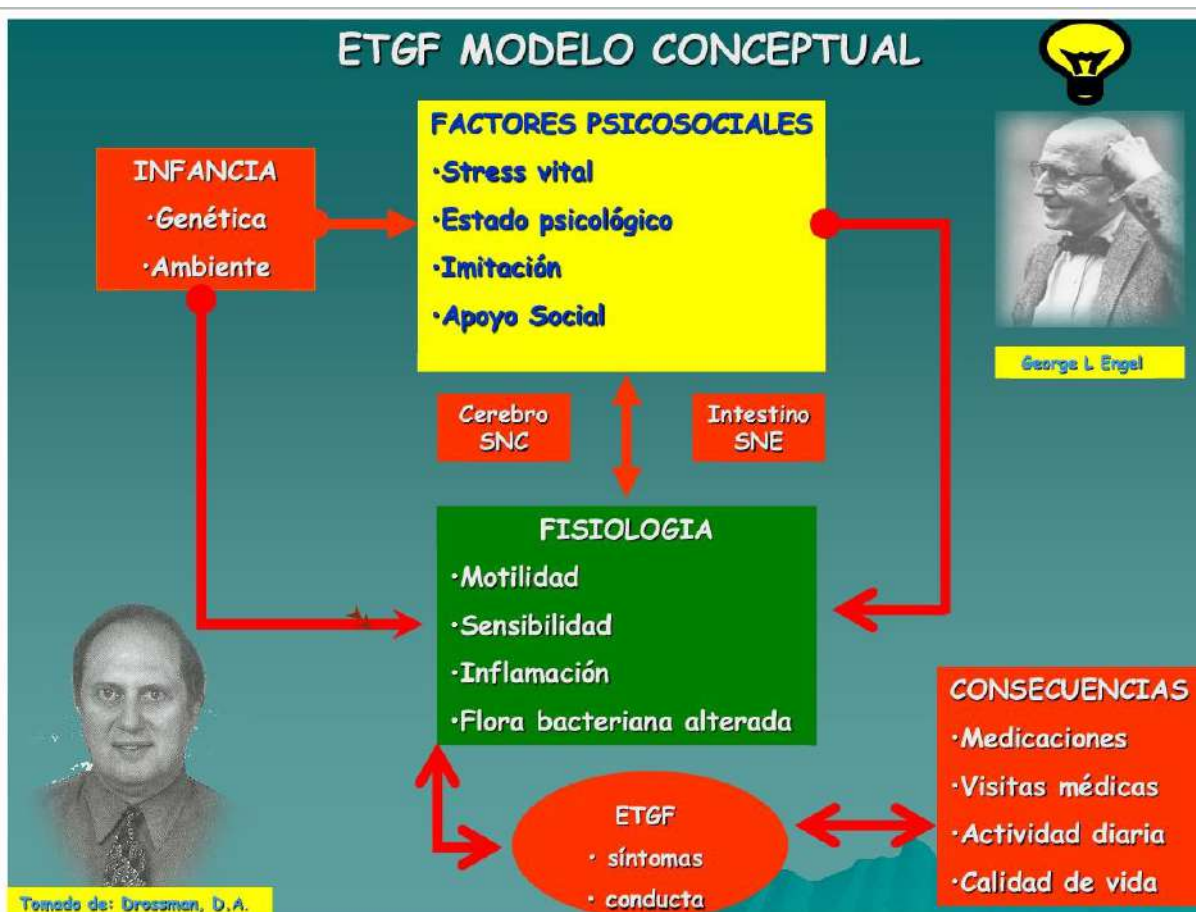 ETGF MODELO CONCEPTUAL
INFANCIA
·Genética
·Ambiente
FACTORES PSICOSOCIALES
·Stress vital
·Estado psicológico
·Imitación
·Apoyo Social
George L Engel
Cerebro
SNC
Intestino
SNE
FISIOLOGIA
·Motilidad
·Sensibilidad
·Inflamación
·Flora bacteriana alterada
ETGF
· síntomas
· conducta
CONSECUENCIAS
·Medicaciones
·Visitas médicas
·Actividad diaria
·Calidad de vida
Tomado de: Drossman, D.A.